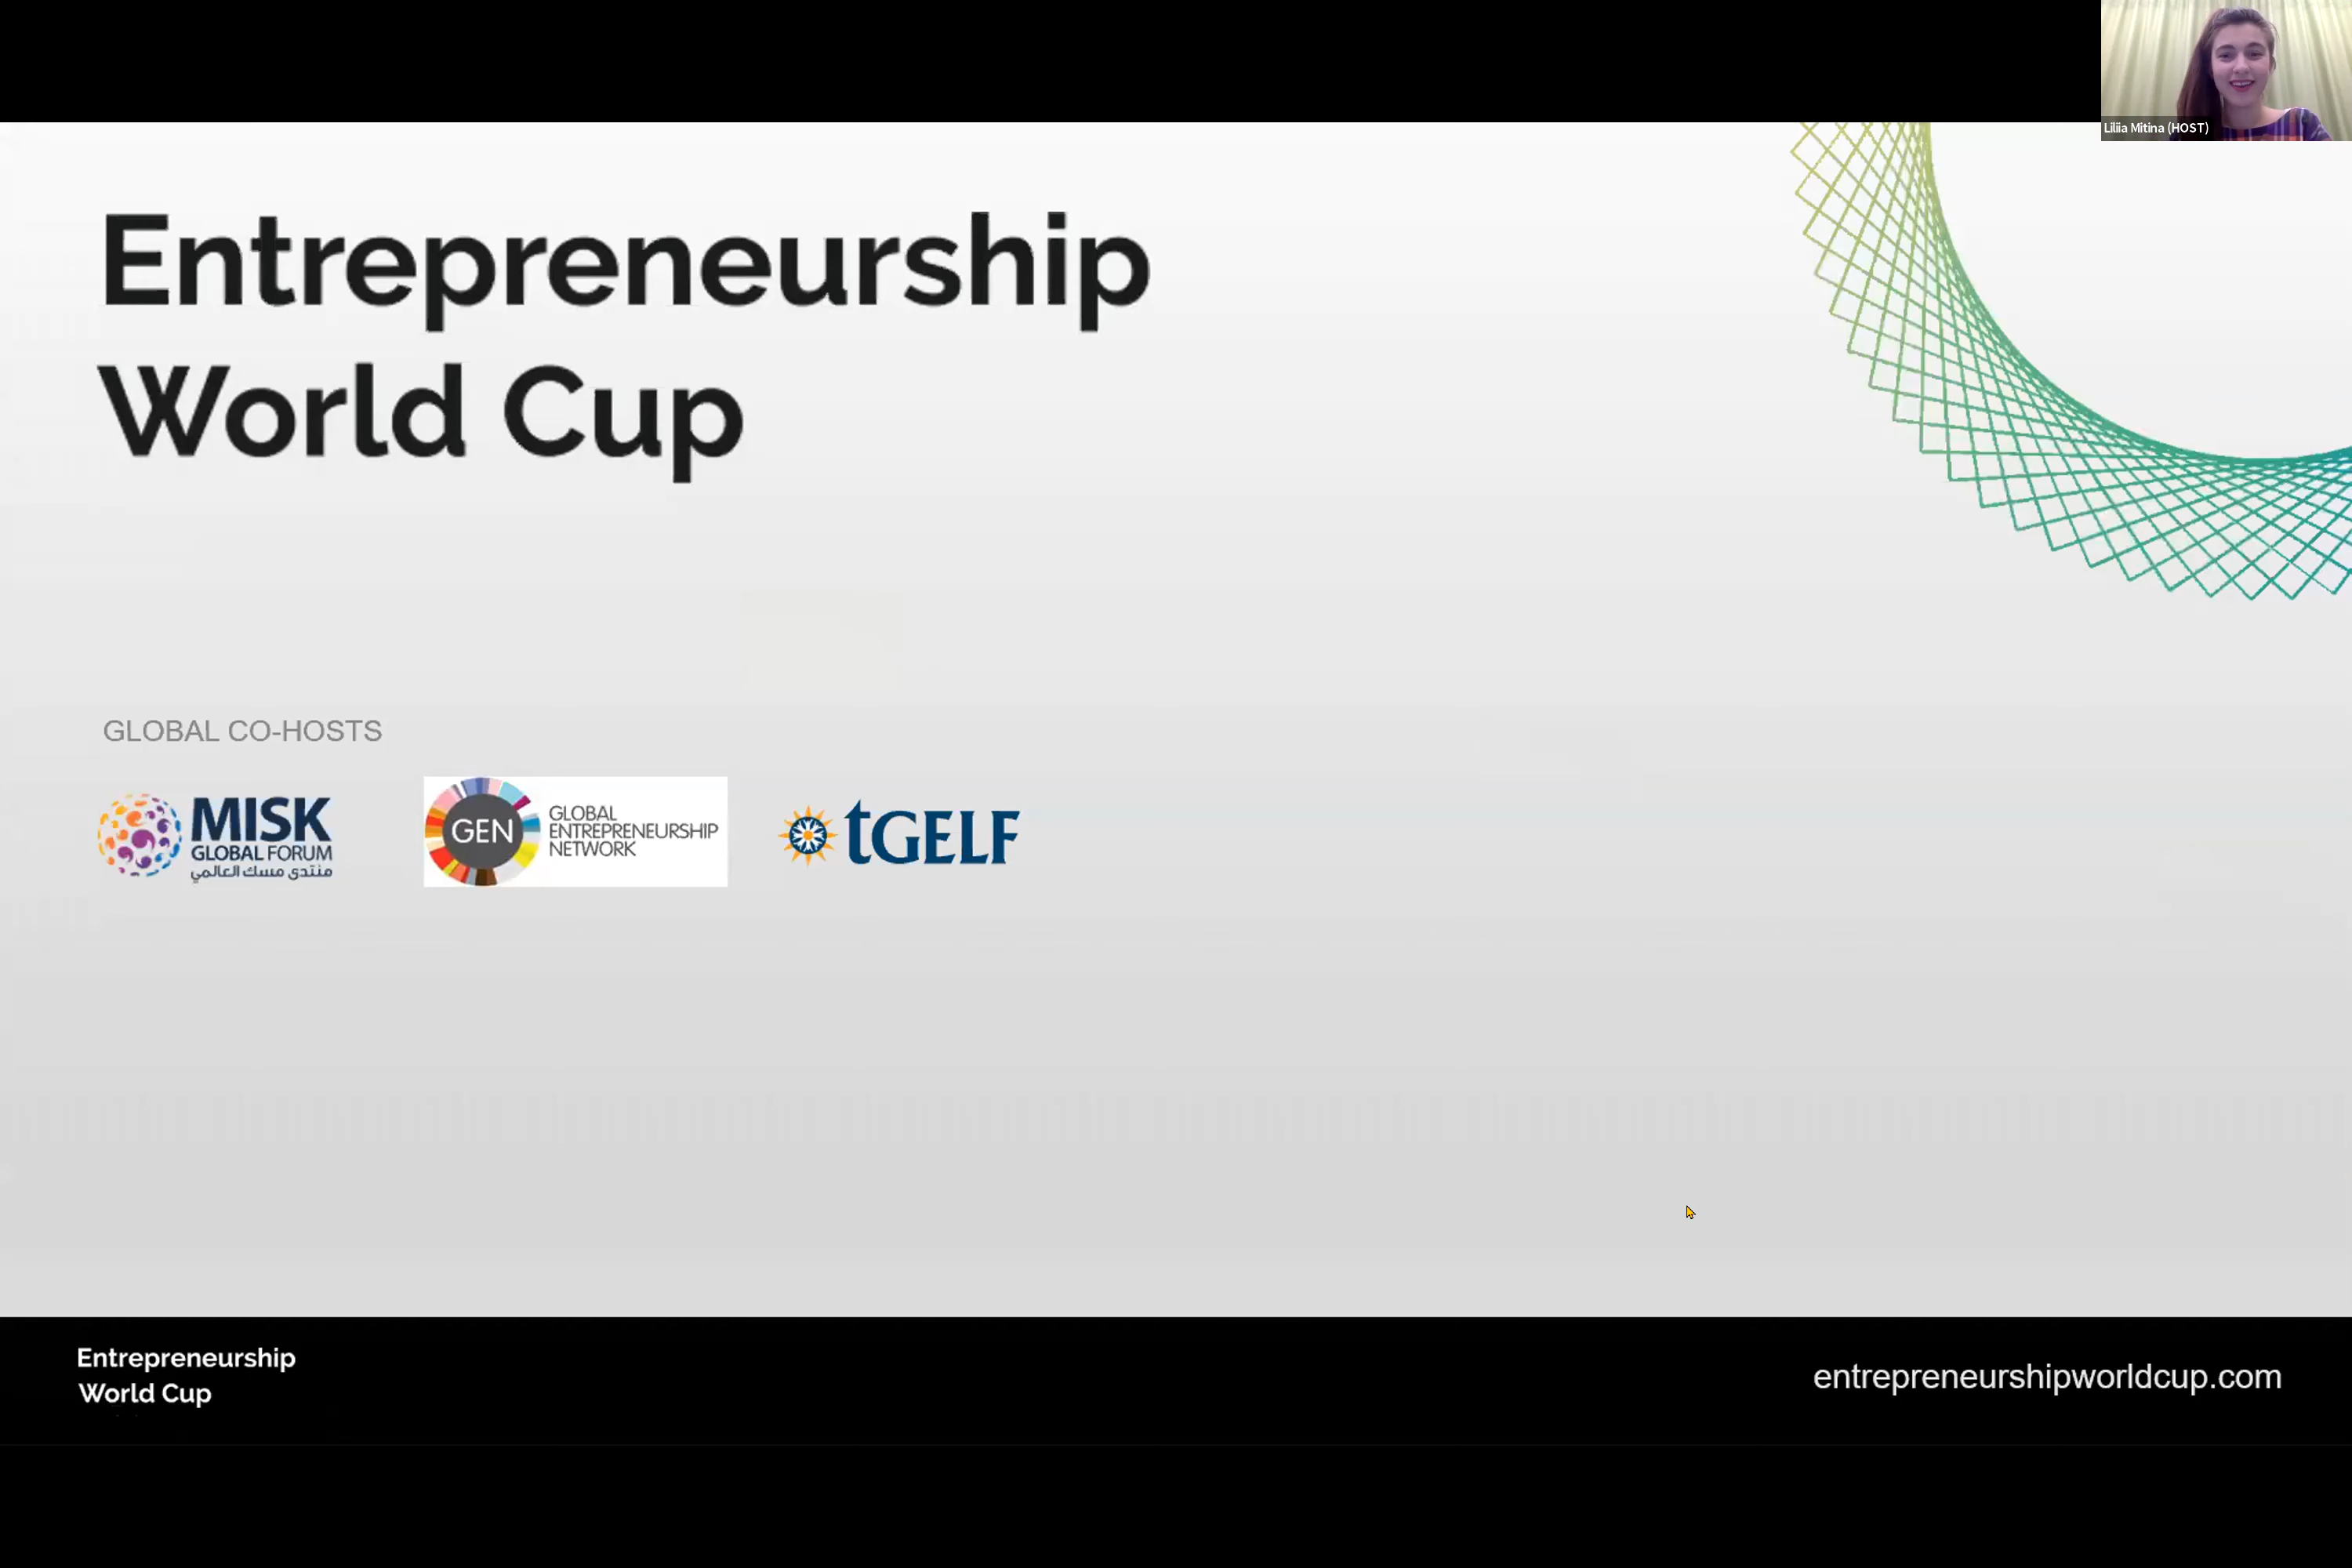 Liliia Mitina (HOST)
Entrepreneurship
World Cup
GLOBAL CO-HOSTS
MISK
GLOBAL FORUM
منتدى مسك العالمي
GEN
GLOBAL
ENTREPRENEURSHIP
NETWORK
tGELF
Entrepreneurship
World Cup
entrepreneurshipworldcup.com